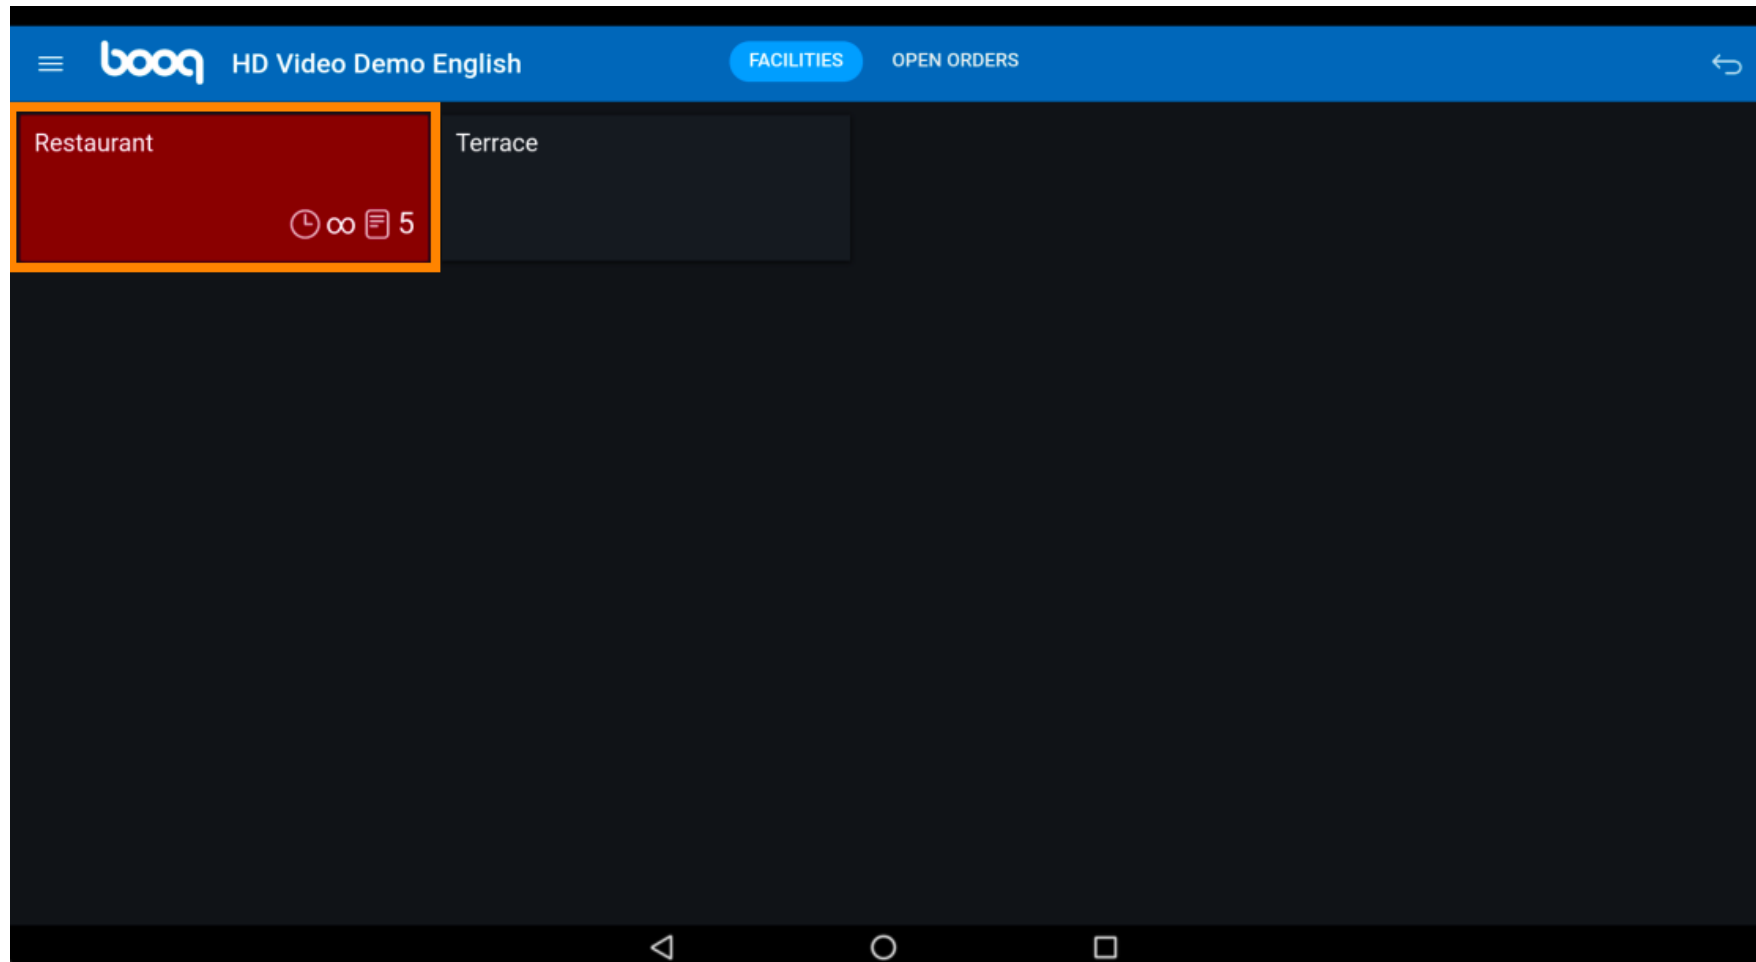 booq HD Video Demo English FACILITIES OPEN ORDERS
Restaurant Terrace
∞ 5